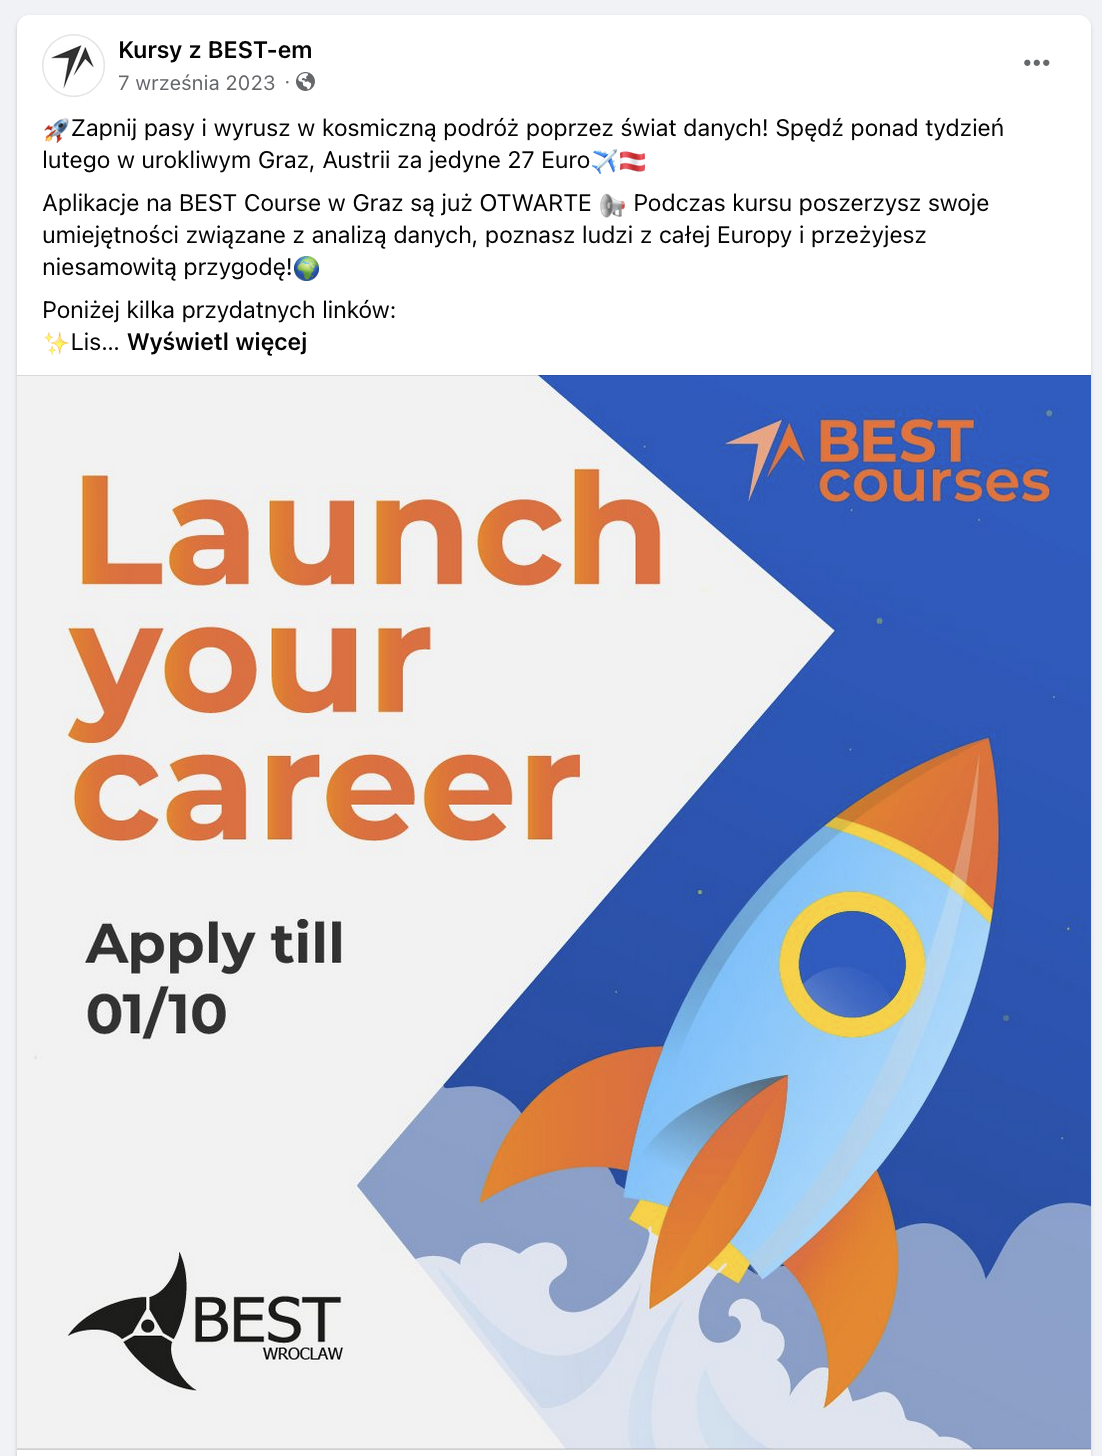 Kursy z BEST-em
7 września 2023 ·
🚀Zapnij pasy i wyrusz w kosmiczną podróż poprzez świat danych! Spędź ponad tydzień
lutego w urokliwym Graz, Austrii za jedyne 27 Euro✈️🇦🇹
Aplikacje na BEST Course w Graz są już OTWARTE 📢 Podczas kursu poszerzysz swoje
umiejętności związane z analizą danych, poznasz ludzi z całej Europy i przeżyjesz
niesamowitą przygodę!🌍
Poniżej kilka przydatnych linków:
✨Lis... Wyświetl więcej
BEST
courses
Launch
your
career
Apply till
01/10
BEST
WROCLAW